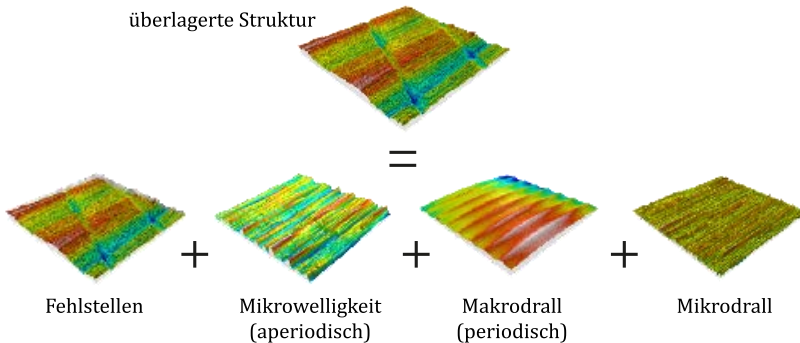 überlagerte Struktur
=
+ + +
Fehlstellen
Mikrowelligkeit
(aperiodisch)
Makrodrall
(periodisch)
Mikrodrall